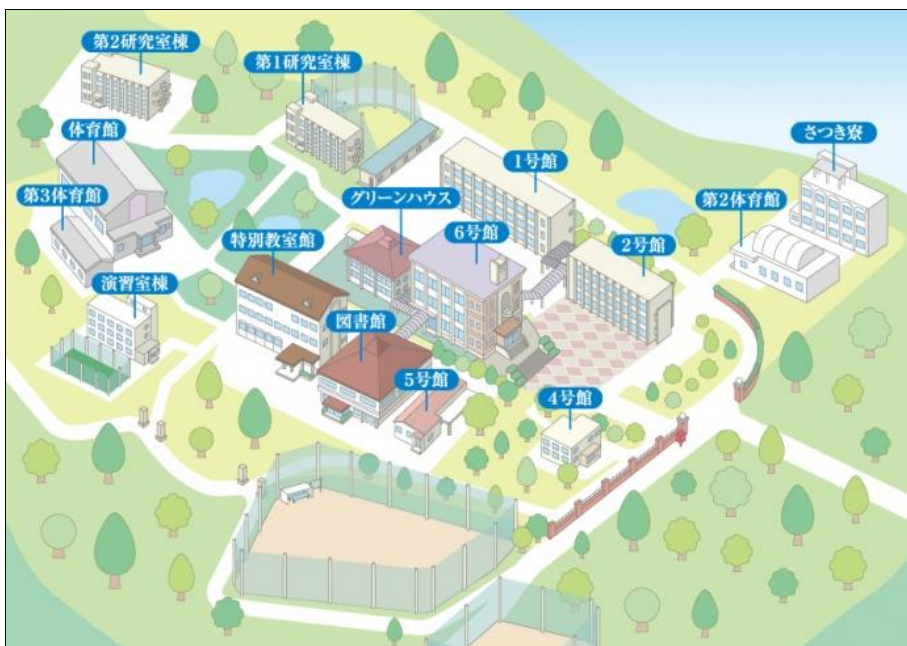 第2研究室棟
第1研究室棟
体育館
さつき寮
1号館
第3体育館
グリーンハウス
第2体育館
6号館
特別教室館
2号館
演習室棟
図書館
5号館
4号館